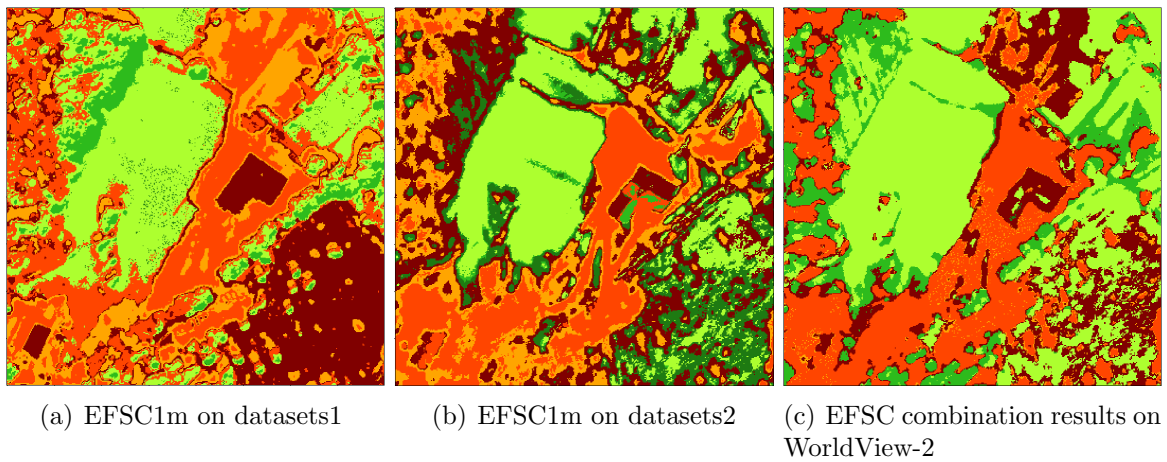 (a) EFSC1m on datasets1
(b) EFSC1m on datasets2
(c) EFSC combination results on
WorldView-2